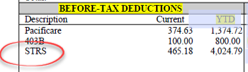 BEFORE-TAX DEDUCTIONS
Description Current YTD
Pacificare 374.63 1,374.72
403B 100.00 800.00
STRS 465.18 4,024.79